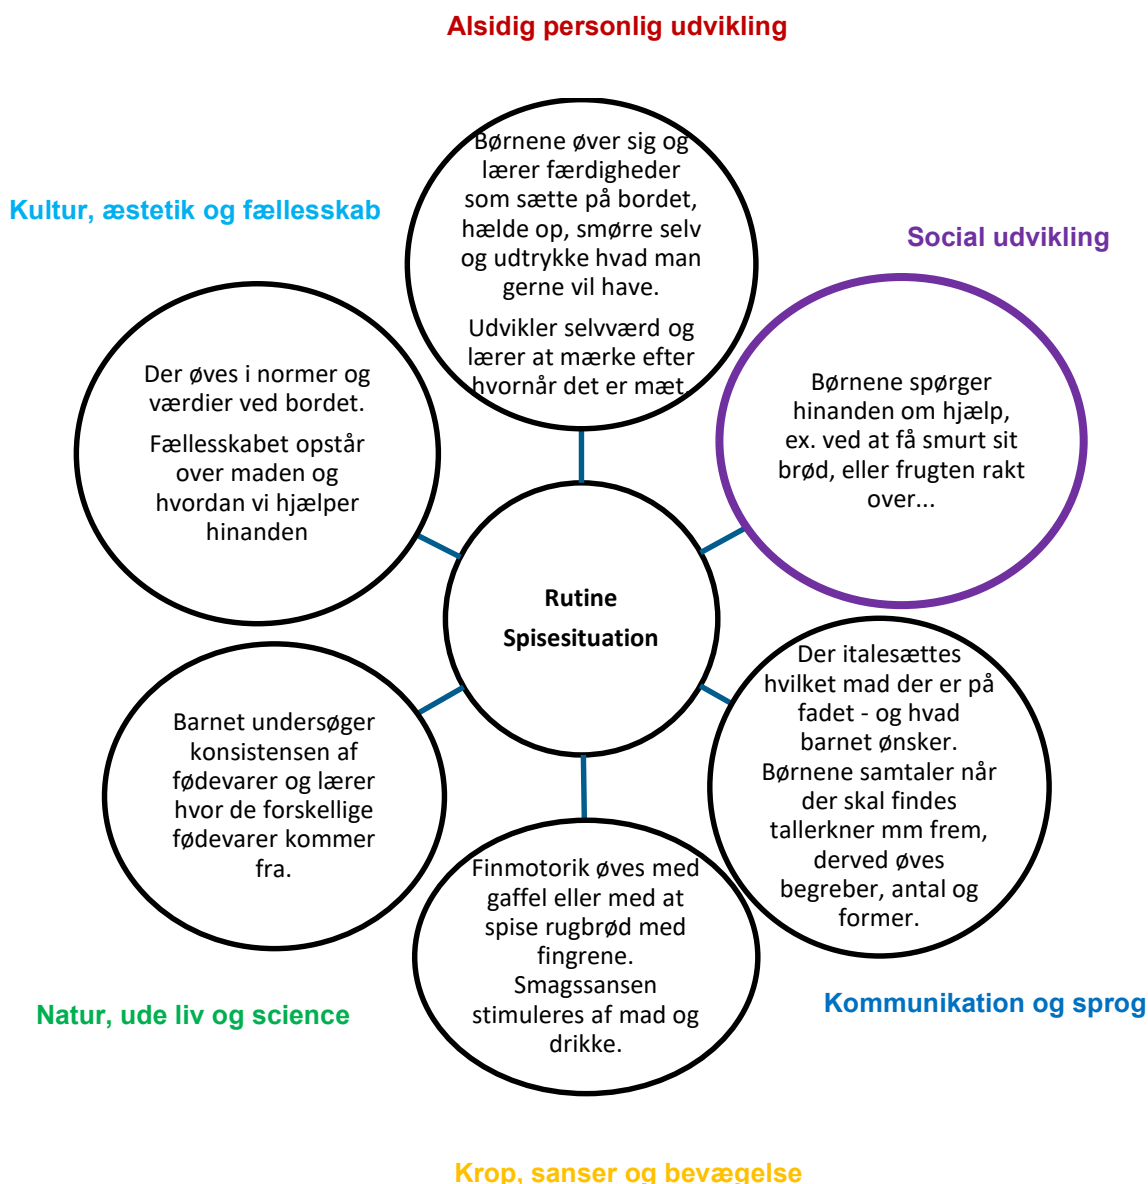 Alsidig personlig udvikling
Børnene øver sig og
lærer færdigheder
som sætte på bordet,
hælde op, smørre selv
og udtrykke hvad man
gerne vil have.
Udvikler selvværd og
lærer at mærke efter
hvornår det er mæt.
Kultur, æstetik og fællesskab
Der øves i normer og
værdier ved bordet.
Fællesskabet opstår
over maden og
hvordan vi hjælper
hinanden
Social udvikling
Børnene spørger
hinanden om hjælp,
ex. ved at få smurt sit
brød, eller frugten rakt
over...
Rutine
Spisesituation
Barnet undersøger
konsistensen af
fødevarer og lærer
hvor de forskellige
fødevarer kommer
fra.
Natur, ude liv og science
Der italesættes
hvilket mad der er på
fadet - og hvad
barnet ønsker.
Børnene samtaler når
der skal findes
tallerkner mm frem,
derved øves
begreber, antal og
former.
Kommunikation og sprog
Finmotorik øves med
gaffel eller med at
spise rugbrød med
fingrene.
Smagssansen
stimuleres af mad og
drikke.
Krop, sanser og bevægelse